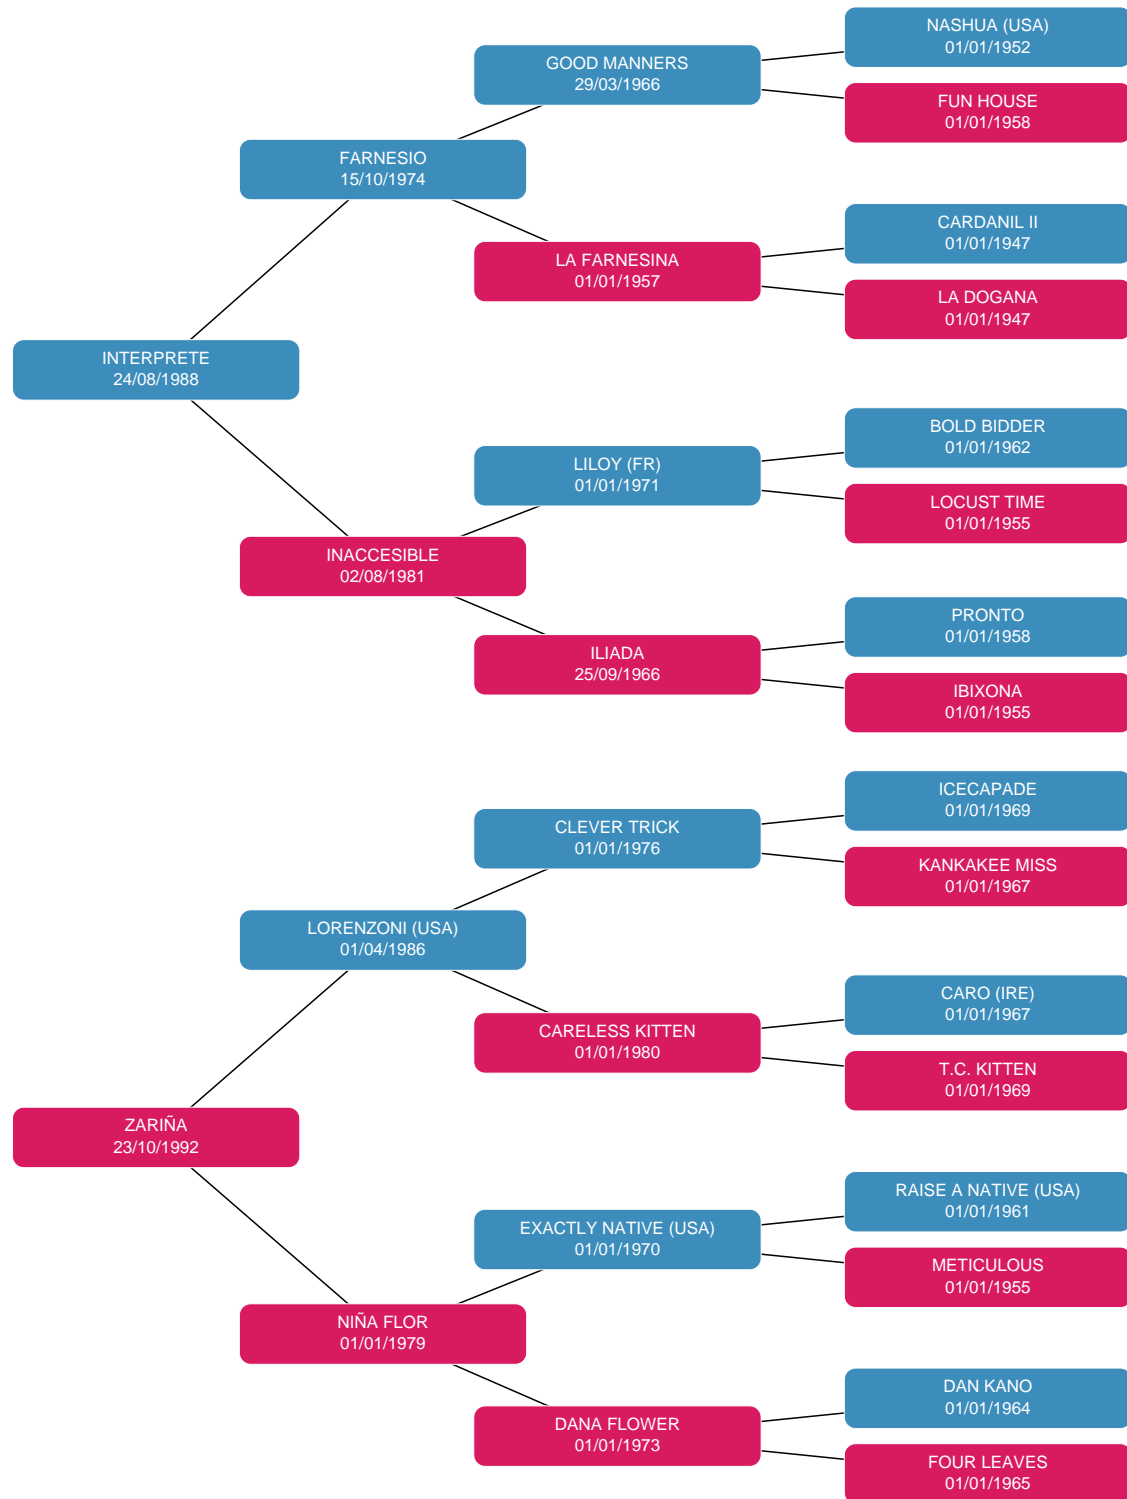 NASHUA (USA)
01/01/1952
GOOD MANNERS
29/03/1966
FUN HOUSE
01/01/1958
FARNESIO
15/10/1974
CARDANIL II
01/01/1947
LA FARNESINA
01/01/1957
LA DOGANA
01/01/1947
INTERPRETE
24/08/1988
BOLD BIDDER
01/01/1962
LILOY (FR)
01/01/1971
LOCUST TIME
01/01/1955
INACCESIBLE
02/08/1981
PRONTO
01/01/1958
ILIADA
25/09/1966
IBIXONA
01/01/1955
ICECAPADE
01/01/1969
CLEVER TRICK
01/01/1976
KANKAKEE MISS
01/01/1967
LORENZONI (USA)
01/04/1986
CARO (IRE)
01/01/1967
CARELESS KITTEN
01/01/1980
T.C. KITTEN
01/01/1969
ZARIÑA
23/10/1992
RAISE A NATIVE (USA)
01/01/1961
EXACTLY NATIVE (USA)
01/01/1970
METICULOUS
01/01/1955
NIÑA FLOR
01/01/1979
DAN KANO
01/01/1964
DANA FLOWER
01/01/1973
FOUR LEAVES
01/01/1965